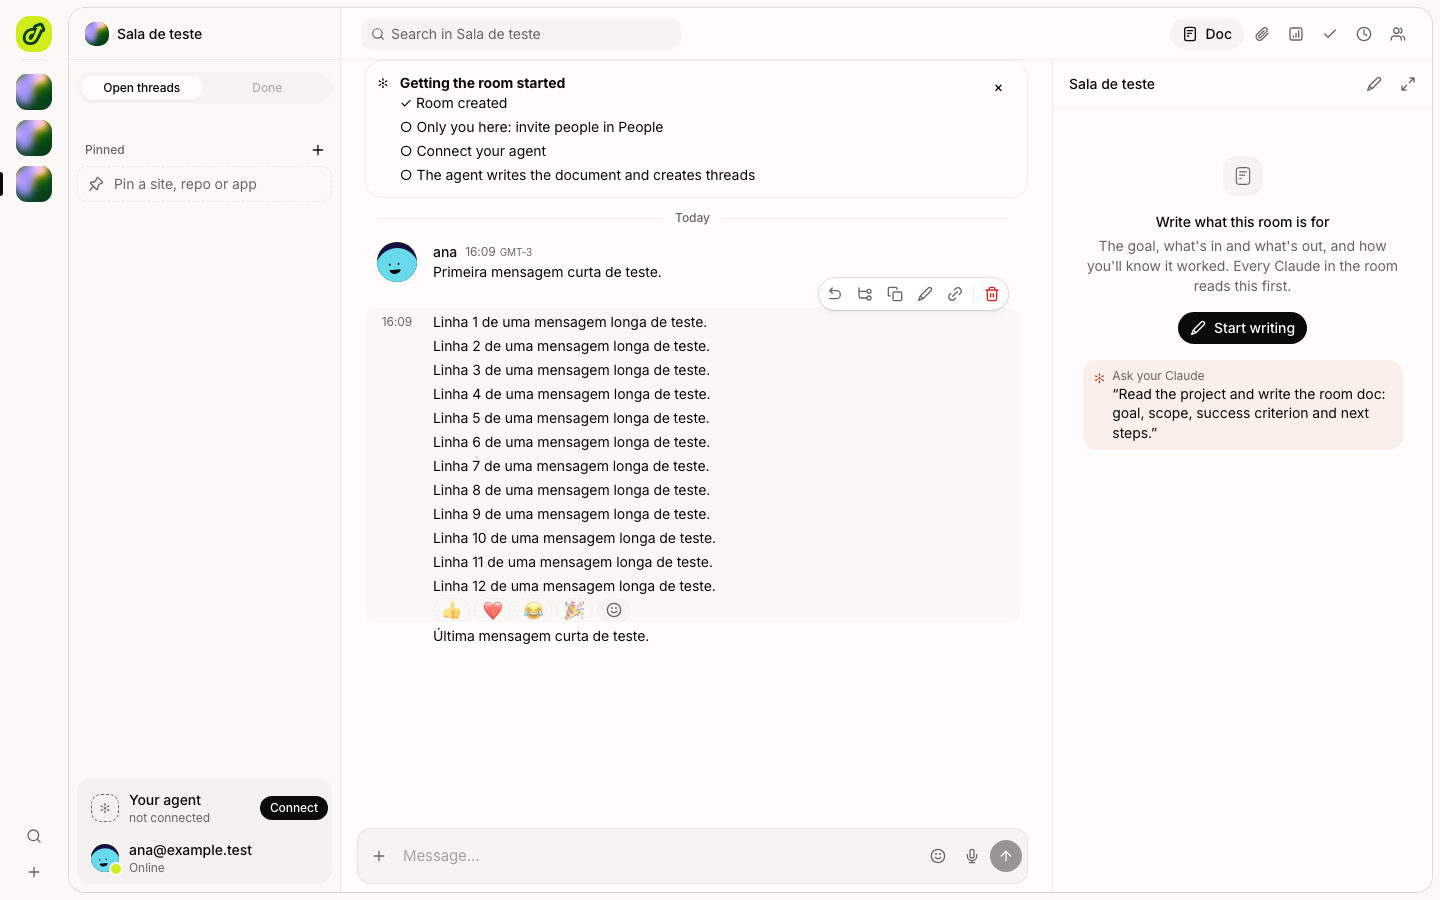 Sala de teste
Search in Sala de teste
Doc
Open threads
Done
Pinned
Pin a site, repo or app
Getting the room started
Room created
Only you here: invite people in People
Connect your agent
The agent writes the document and creates threads
Today
ana 16:09 GMT-3
Primeira mensagem curta de teste.
16:09 Linha 1 de uma mensagem longa de teste.
Linha 2 de uma mensagem longa de teste.
Linha 3 de uma mensagem longa de teste.
Linha 4 de uma mensagem longa de teste.
Linha 5 de uma mensagem longa de teste.
Linha 6 de uma mensagem longa de teste.
Linha 7 de uma mensagem longa de teste.
Linha 8 de uma mensagem longa de teste.
Linha 9 de uma mensagem longa de teste.
Linha 10 de uma mensagem longa de teste.
Linha 11 de uma mensagem longa de teste.
Linha 12 de uma mensagem longa de teste.
Última mensagem curta de teste.
Message...
Sala de teste
Write what this room is for
The goal, what's in and what's out, and how
you'll know it worked. Every Claude in the room
reads this first.
Start writing
Ask your Claude
“Read the project and write the room doc:
goal, scope, success criterion and next
steps.”
Your agent
not connected
Connect
ana@example.test
Online